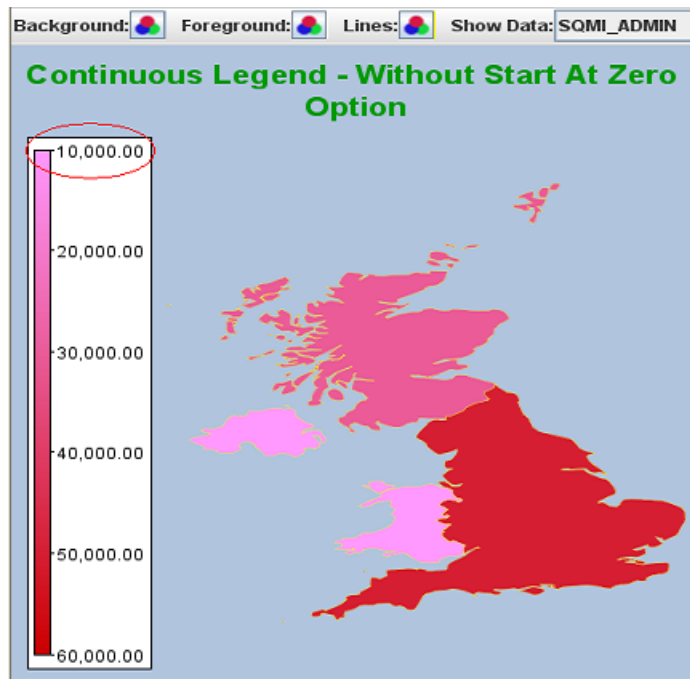 Background: Foreground: Lines: Show Data: SQMI_ADMIN
Continuous Legend - Without Start At Zero
Option
10,000.00
20,000.00
30,000.00
40,000.00
50,000.00
60,000.00